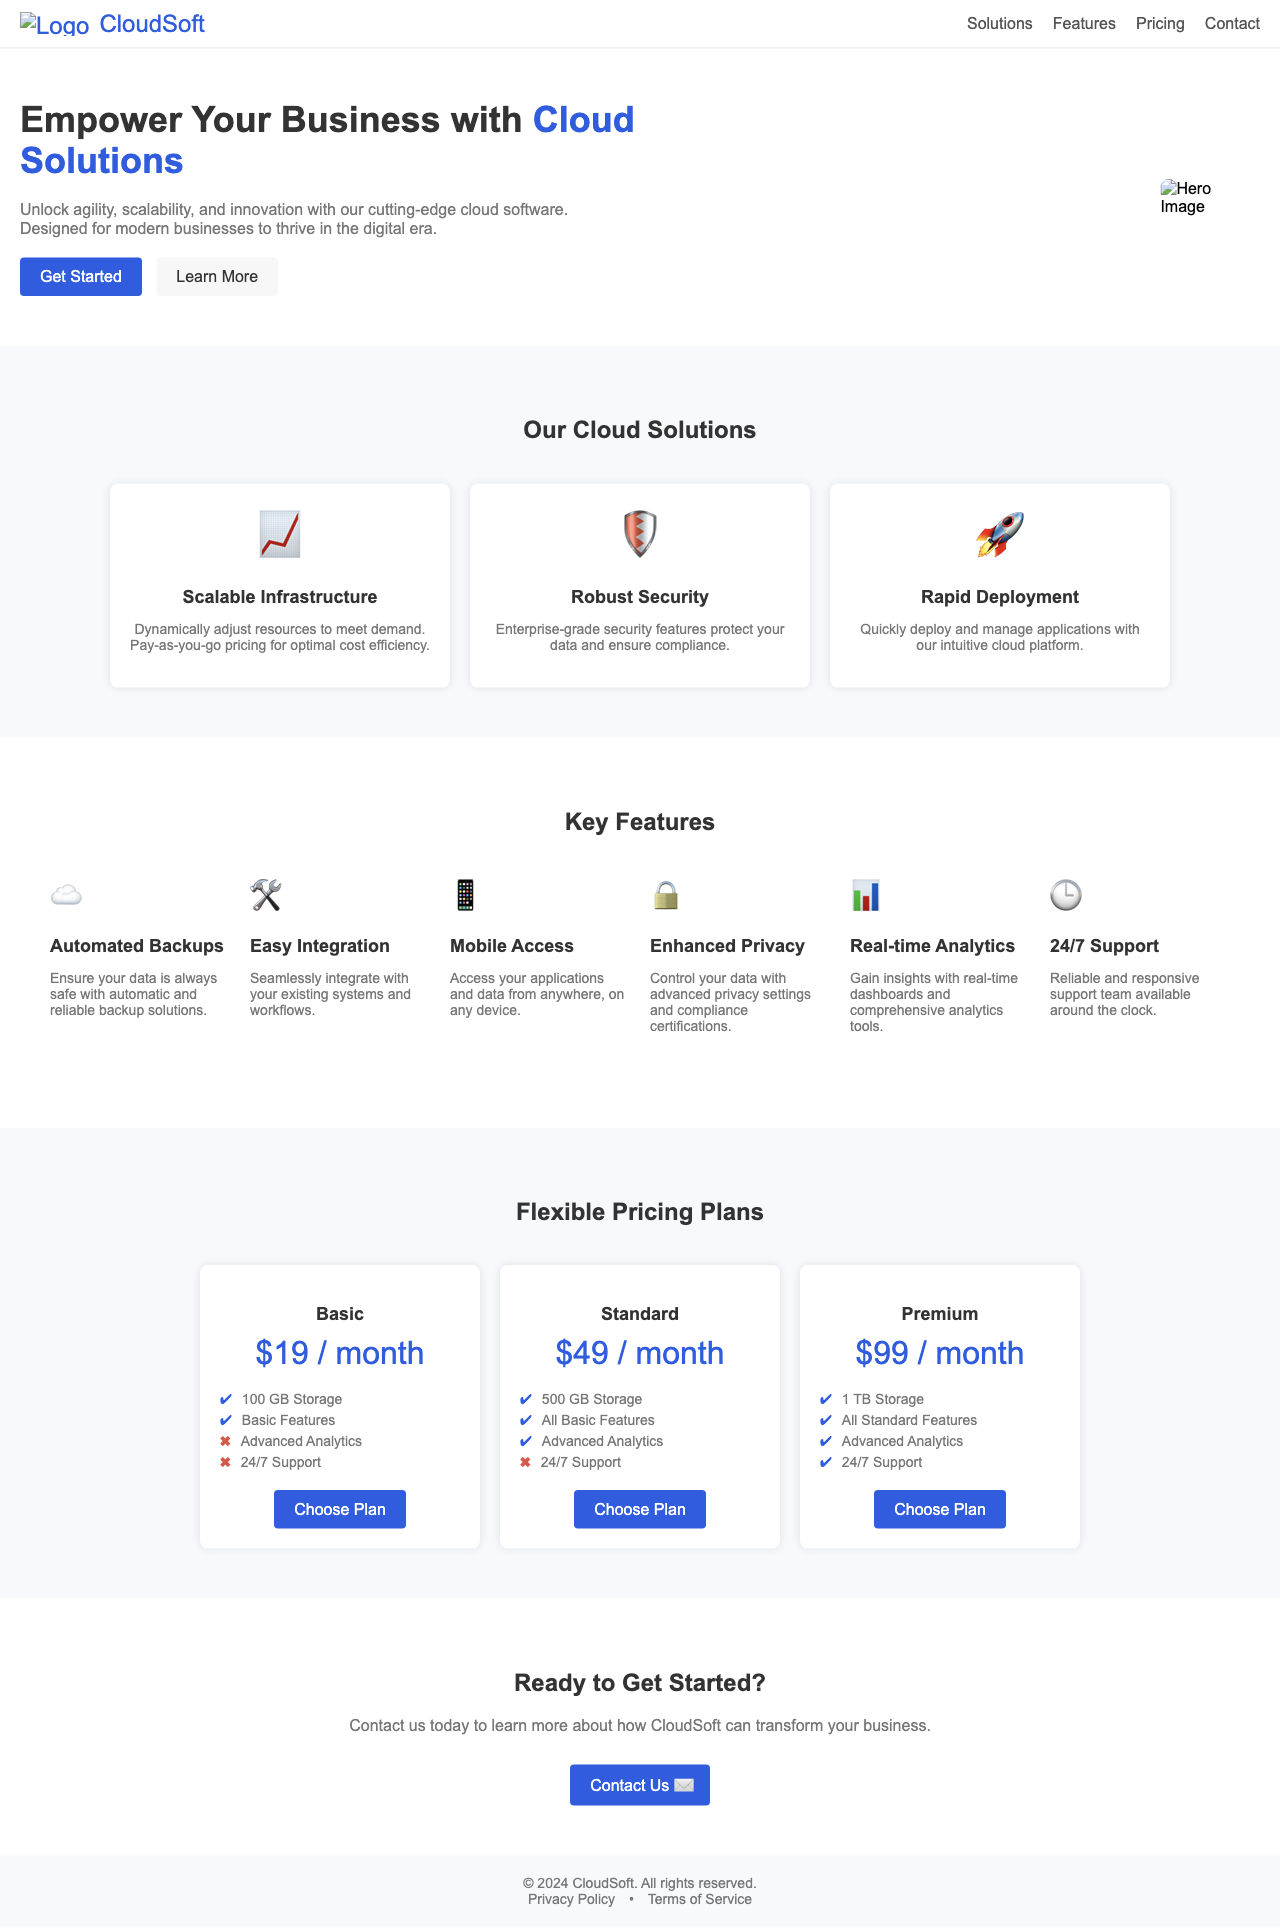 Logo CloudSoft
Solutions Features Pricing Contact
Empower Your Business with Cloud
Solutions
Unlock agility, scalability, and innovation with our cutting-edge cloud software.
Designed for modern businesses to thrive in the digital era.
Get Started Learn More
Hero
Image
Our Cloud Solutions
Scalable Infrastructure
Dynamically adjust resources to meet demand.
Pay-as-you-go pricing for optimal cost efficiency.
Robust Security
Enterprise-grade security features protect your
data and ensure compliance.
Rapid Deployment
Quickly deploy and manage applications with
our intuitive cloud platform.
Key Features
Automated Backups
Ensure your data is always
safe with automatic and
reliable backup solutions.
Easy Integration
Seamlessly integrate with
your existing systems and
workflows.
Mobile Access
Access your applications
and data from anywhere, on
any device.
Enhanced Privacy
Control your data with
advanced privacy settings
and compliance
certifications.
Real-time Analytics
Gain insights with real-time
dashboards and
comprehensive analytics
tools.
24/7 Support
Reliable and responsive
support team available
around the clock.
Flexible Pricing Plans
Basic
$19 / month
✔ 100 GB Storage
✔ Basic Features
✖ Advanced Analytics
✖ 24/7 Support
Choose Plan
Standard
$49 / month
✔ 500 GB Storage
✔ All Basic Features
✔ Advanced Analytics
✖ 24/7 Support
Choose Plan
Premium
$99 / month
✔ 1 TB Storage
✔ All Standard Features
✔ Advanced Analytics
✔ 24/7 Support
Choose Plan
Ready to Get Started?
Contact us today to learn more about how CloudSoft can transform your business.
Contact Us
© 2024 CloudSoft. All rights reserved.
Privacy Policy • Terms of Service